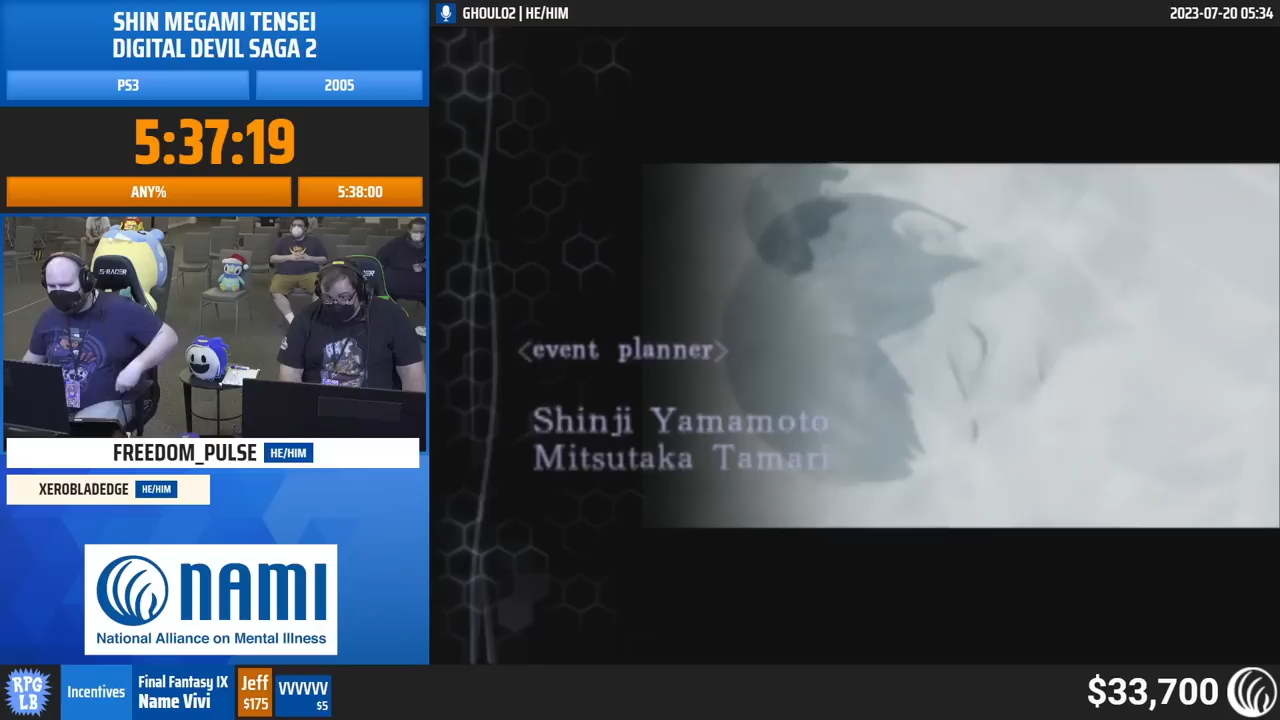 SHIN MEGAMI TENSEI
DIGITAL DEVIL SAGA 2
PS3
2005
5:37:19
ANY%
5:38:00
FREEDOM_PULSE HE/HIM
XEROBLADEDGE HE/HIM
NAMI
National Alliance on Mental Illness
GHOUL02 | HE/HIM
2023-07-20 05:34
<event planner>
Shinji Yamamoto
Mitsutaka Tamari
RPG
LB
Incentives
Final Fantasy IX
Name Vivi
Jeff
$175
VVVVVV
$5
$33,700